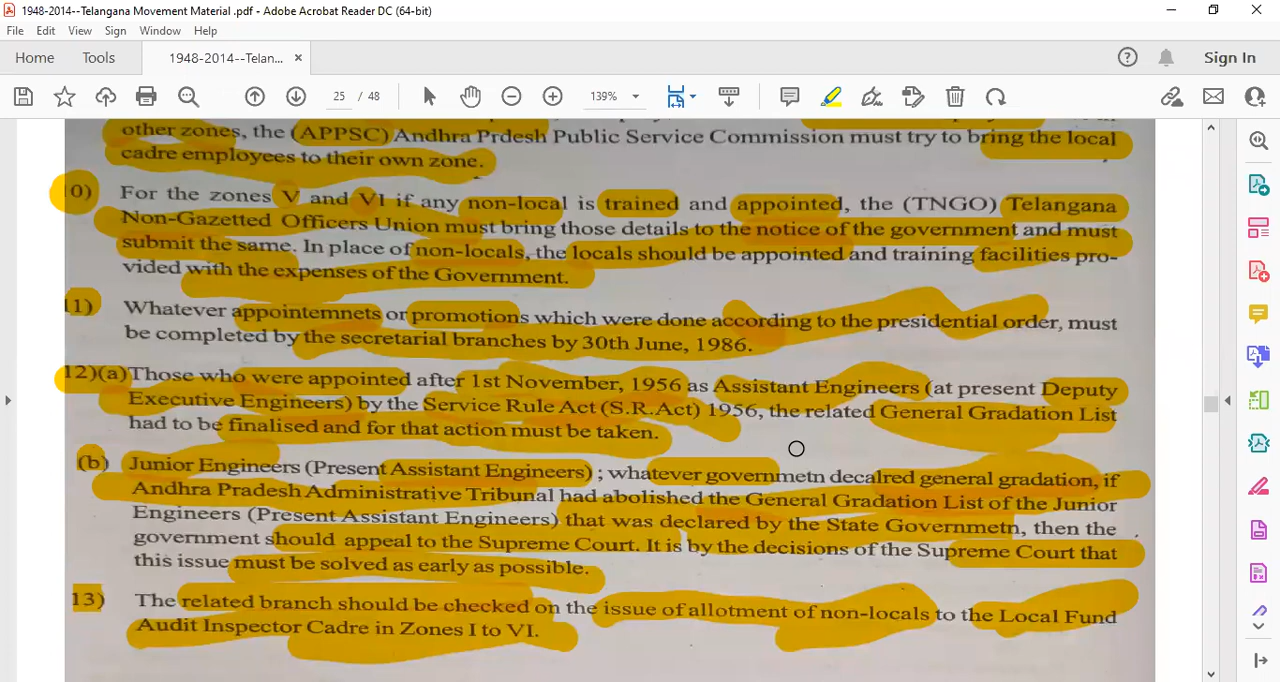 1948-2014--Telangana Movement Material .pdf - Adobe Acrobat Reader DC (64-bit)
File Edit View Sign Window Help
Home Tools 1948-2014--Telan... × Sign In
25 / 48 139%
other zones, the (APPSC) Andhra Prdesh Public Service Commission must try to bring the local
cadre employees to their own zone.
10) For the zones V and VI if any non-local is trained and appointed, the (TNGO) Telangana
Non-Gazetted Officers Union must bring those details to the notice of the government and must
submit the same. In place of non-locals, the locals should be appointed and training facilities pro-
vided with the expenses of the Government.
11) Whatever appointemnets or promotions which were done according to the presidential order, must
be completed by the secretarial branches by 30th June, 1986.
12)(a)Those who were appointed after 1st November, 1956 as Assistant Engineers (at present Deputy
Executive Engineers) by the Service Rule Act (S.R.Act) 1956, the related General Gradation List
had to be finalised and for that action must be taken.
(b) Junior Engineers (Present Assistant Engineers) ; whatever governmetn decalred general gradation, if
Andhra Pradesh Administrative Tribunal had abolished the General Gradation List of the Junior
Engineers (Present Assistant Engineers) that was declared by the State Governmetn, then the
government should appeal to the Supreme Court. It is by the decisions of the Supreme Court that
this issue must be solved as early as possible.
13) The related branch should be checked on the issue of allotment of non-locals to the Local Fund
Audit Inspector Cadre in Zones I to VI.